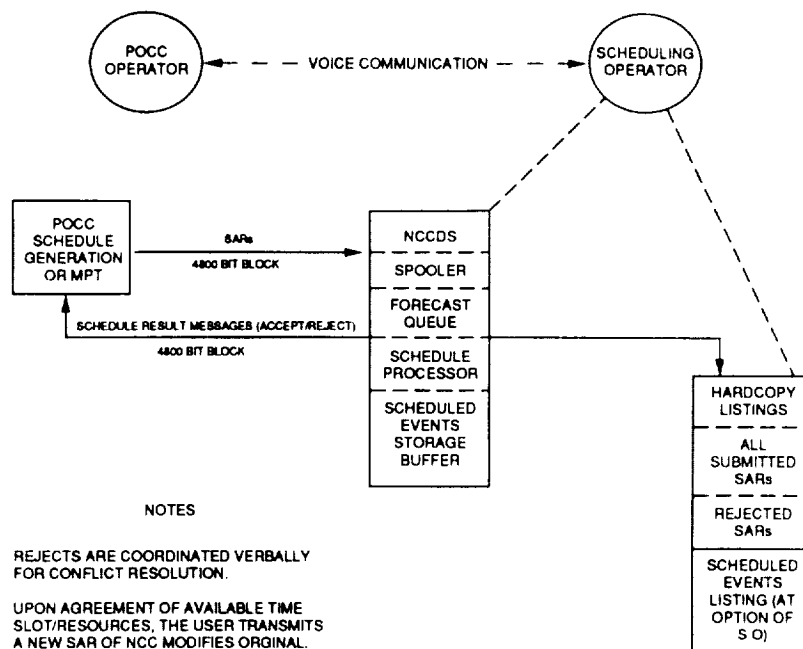 POCC
OPERATOR
VOICE COMMUNICATION
SCHEDULING
OPERATOR
POCC
SCHEDULE
GENERATION
OR MPT
SARs
4800 BIT BLOCK
SCHEDULE RESULT MESSAGES (ACCEPT/REJECT)
4800 BIT BLOCK
NCCDS
SPOOLER
FORECAST
QUEUE
SCHEDULE
PROCESSOR
SCHEDULED
EVENTS
STORAGE
BUFFER
HARDCOPY
LISTINGS
ALL
SUBMITTED
SARs
REJECTED
SARs
SCHEDULED
EVENTS
LISTING (AT
OPTION OF
S O)
NOTES
REJECTS ARE COORDINATED VERBALLY
FOR CONFLICT RESOLUTION.
UPON AGREEMENT OF AVAILABLE TIME
SLOT/RESOURCES, THE USER TRANSMITS
A NEW SAR OF NCC MODIFIES ORGINAL.